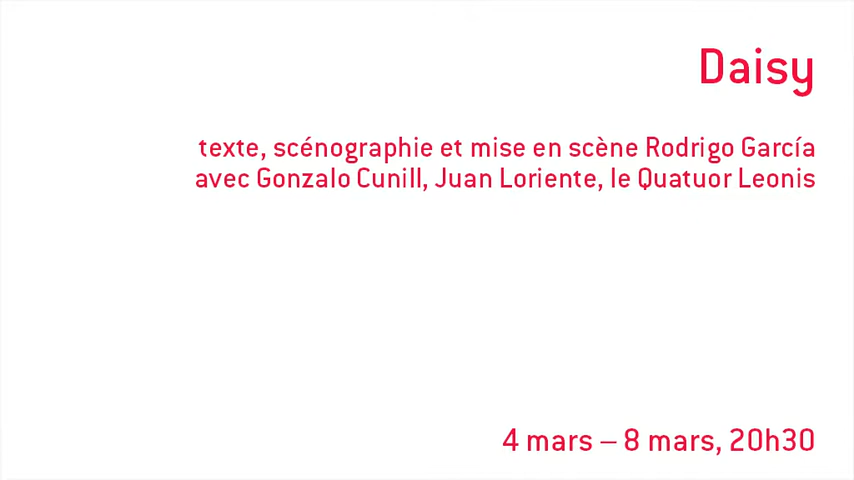 Daisy
texte, scénographie et mise en scène Rodrigo García
avec Gonzalo Cunill, Juan Loriente, le Quatuor Leonis
4 mars – 8 mars, 20h30